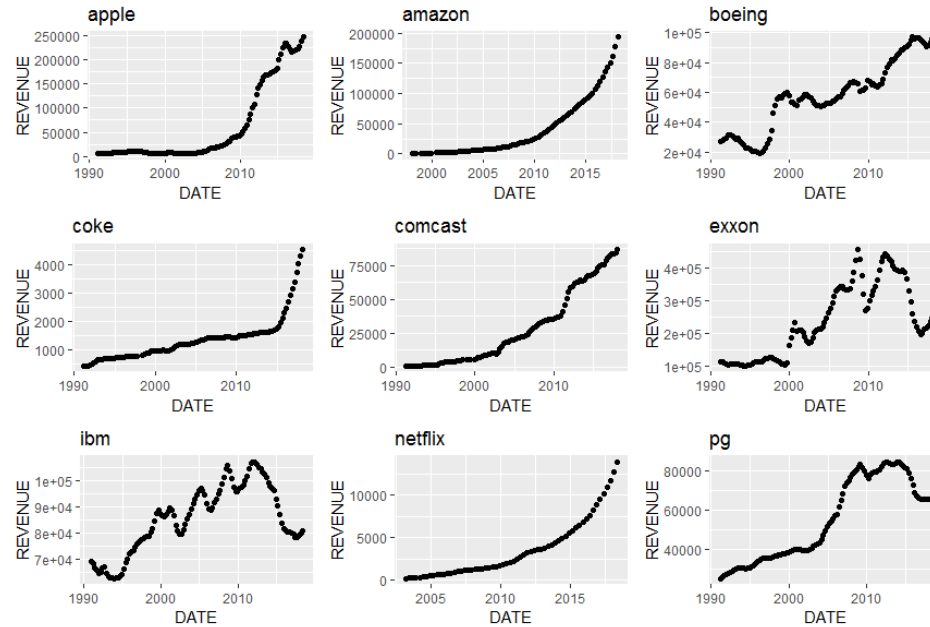 apple
250000
200000
150000
100000
50000
0
REVENUE
1990
2000
2010
DATE
amazon
200000
150000
100000
50000
0
REVENUE
2000
2005
2010
2015
DATE
boeing
1e+05
8e+04
6e+04
4e+04
2e+04
REVENUE
1990
2000
2010
DATE
coke
4000
3000
2000
1000
REVENUE
1990
2000
2010
DATE
comcast
75000
50000
25000
0
REVENUE
1990
2000
2010
DATE
exxon
4e+05
3e+05
2e+05
1e+05
REVENUE
1990
2000
2010
DATE
ibm
1e+05
9e+04
8e+04
7e+04
REVENUE
1990
2000
2010
DATE
netflix
10000
5000
0
REVENUE
2005
2010
2015
DATE
pg
80000
60000
40000
REVENUE
1990
2000
2010
DATE